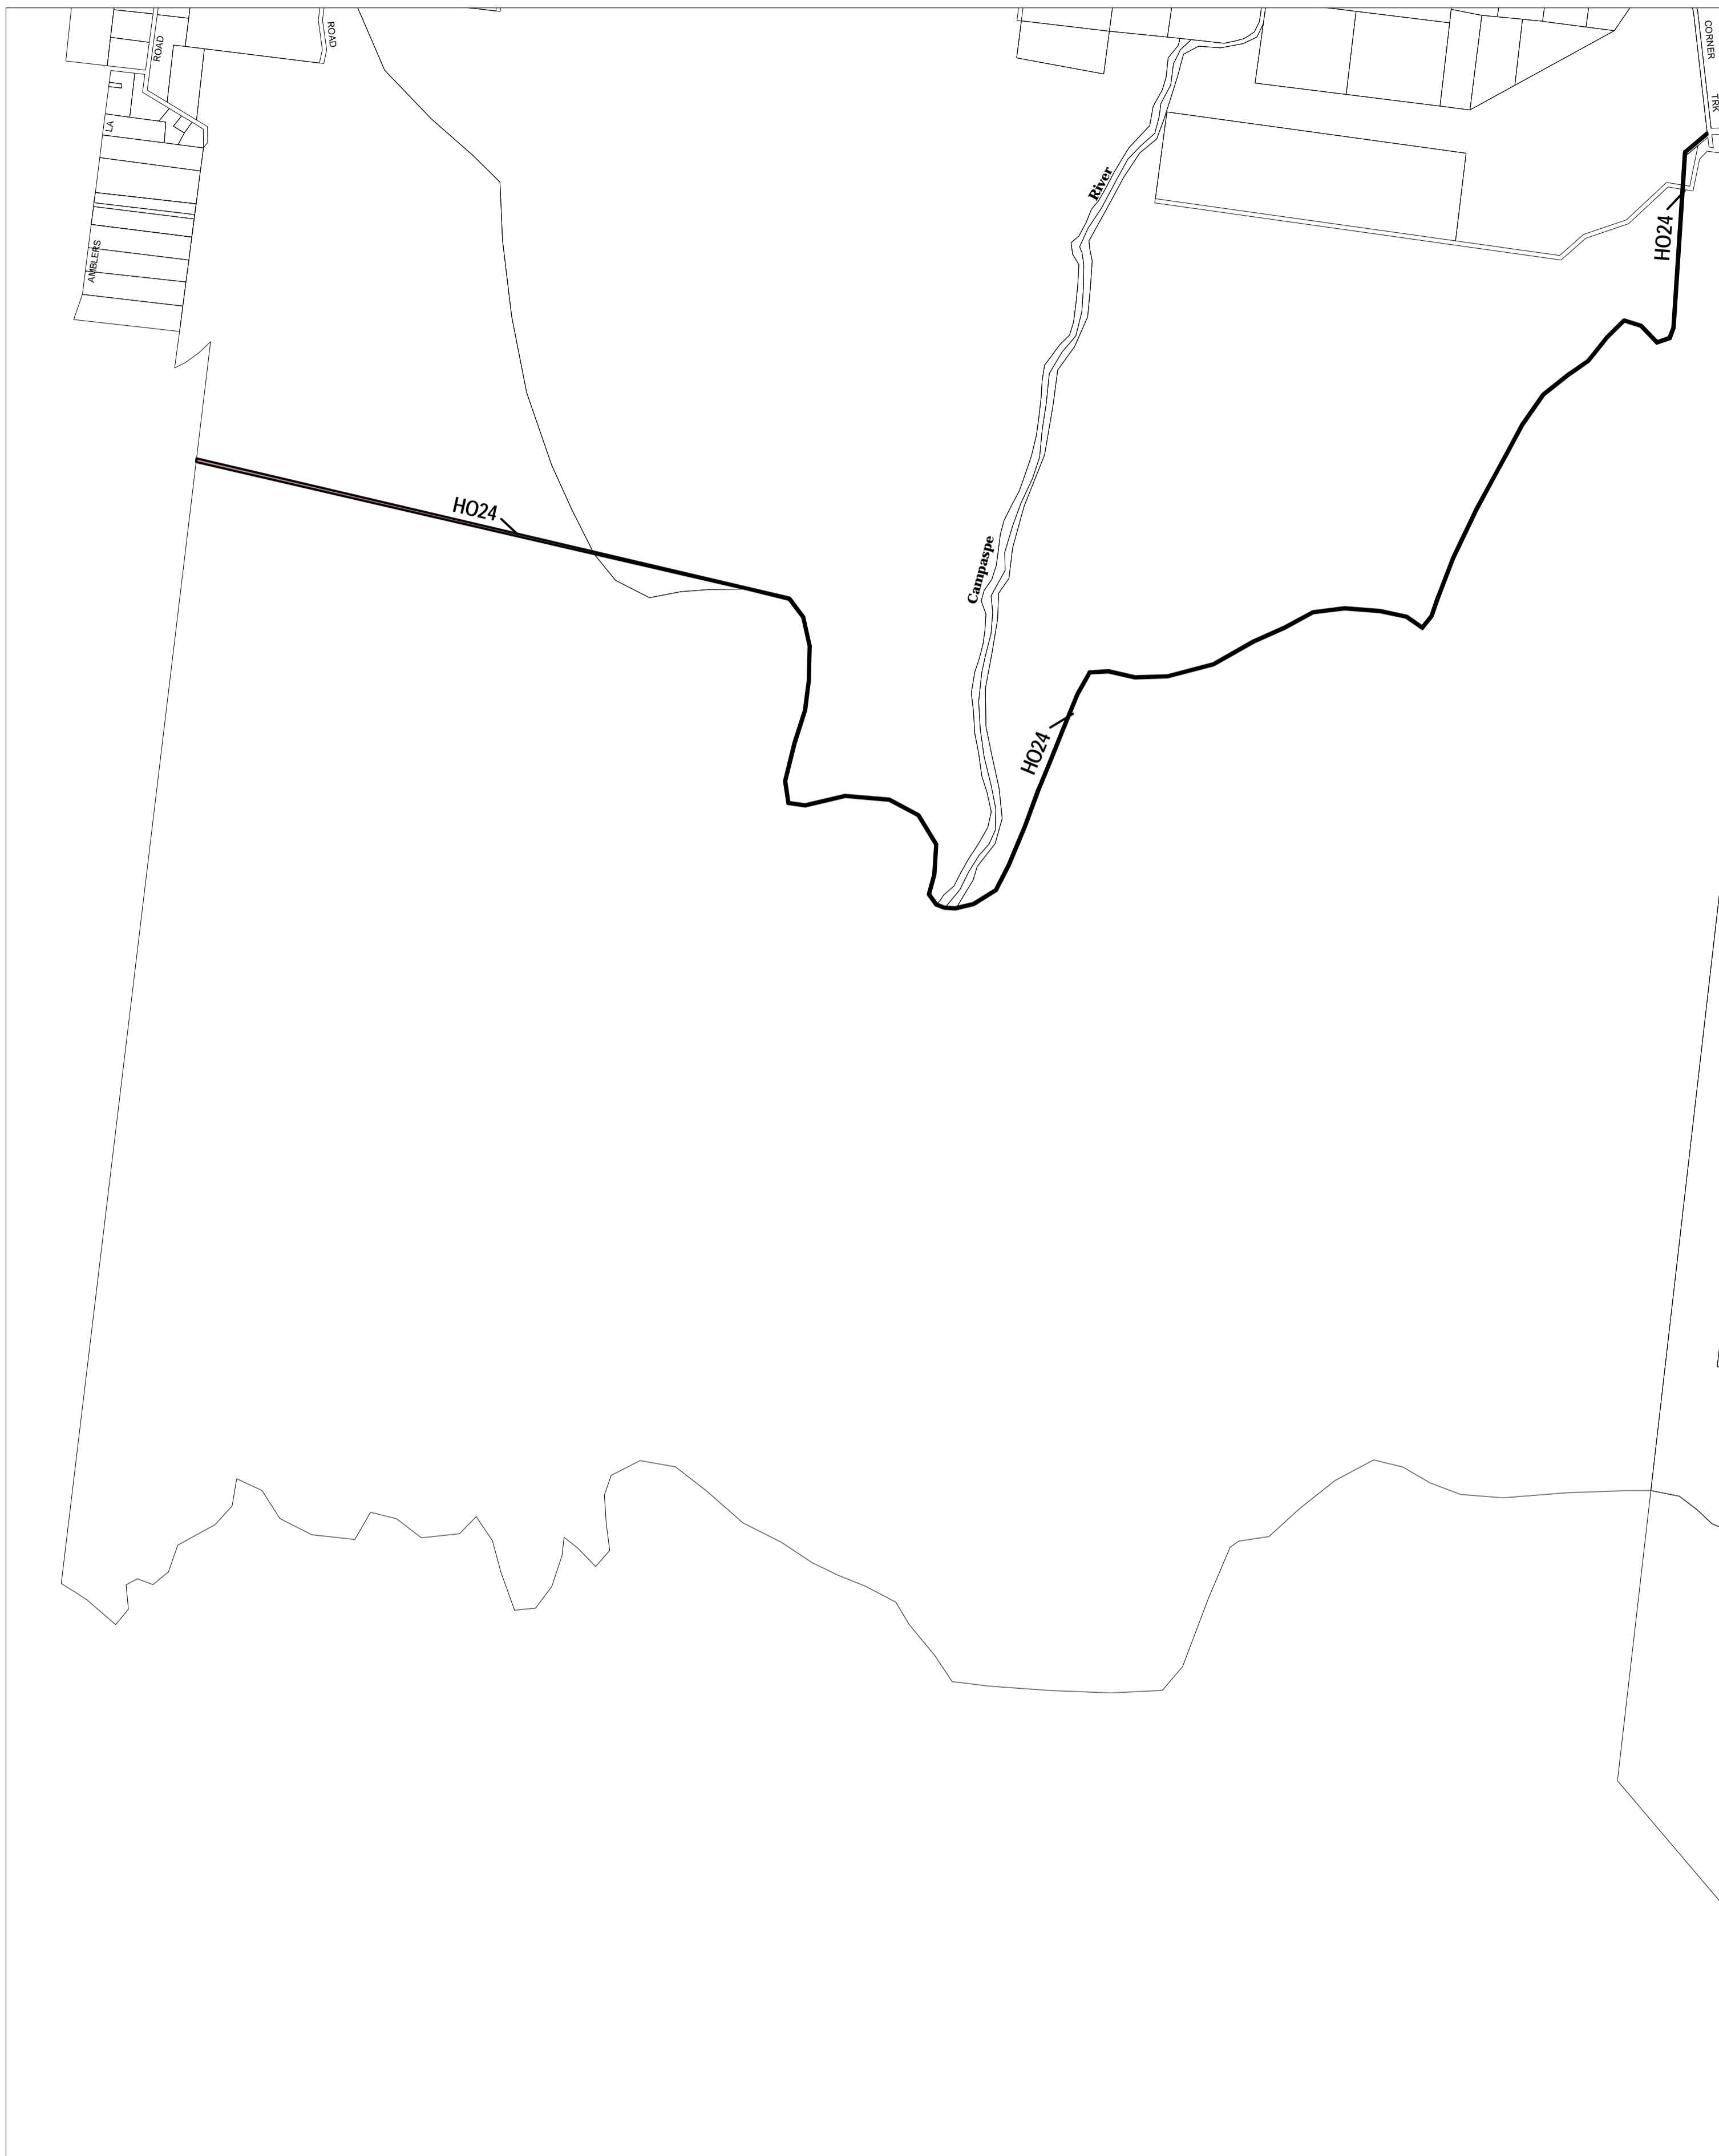 ROAD
ROAD
CORNER
TRK
LA
AMBLERS
River
HO24
HO24
Campaspe
HO24